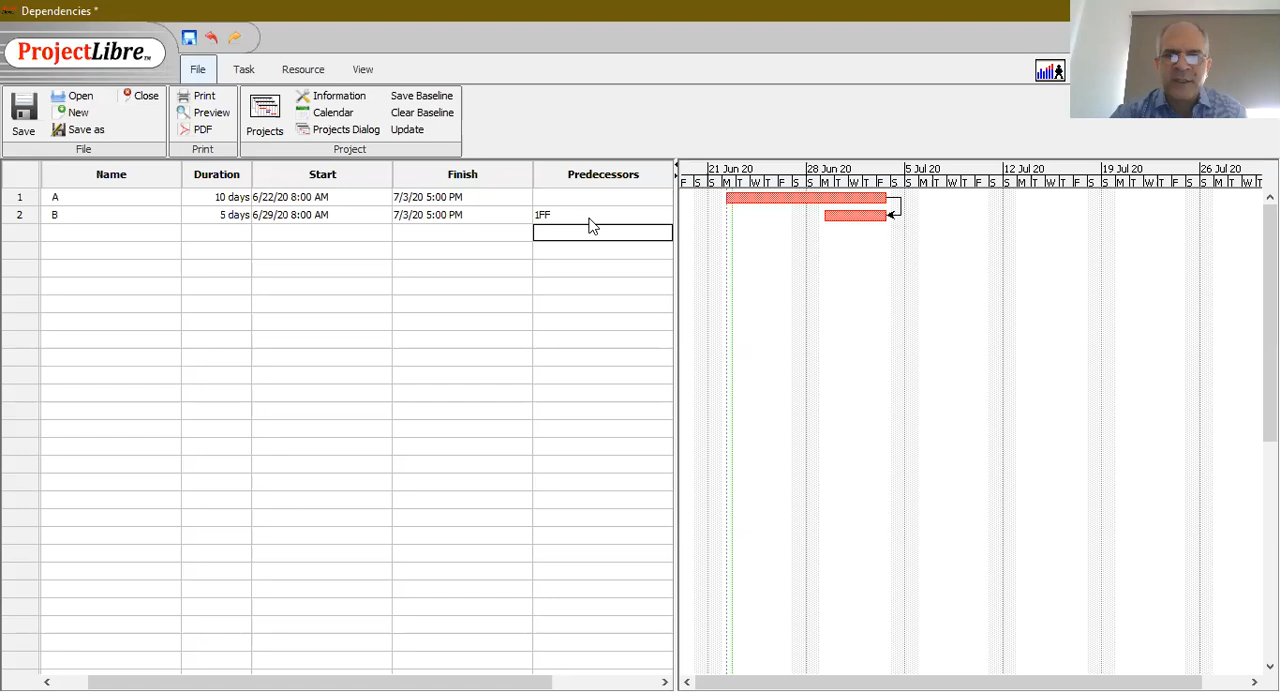 Dependencies *
ProjectLibre™
File Task Resource View
Save
Open
New
Save as
Close
File
Print
Preview
PDF
Print
Projects
Information
Calendar
Projects Dialog
Save Baseline
Clear Baseline
Update
Project
Name Duration Start Finish Predecessors
1 A 10 days 6/22/20 8:00 AM 7/3/20 5:00 PM
2 B 5 days 6/29/20 8:00 AM 7/3/20 5:00 PM 1FF
21 Jun 20 28 Jun 20 5 Jul 20 12 Jul 20 19 Jul 20 26 Jul 20
F S S M T W T F S S M T W T F S S M T W T F S S M T W T F S S M T W T F S S M T W T